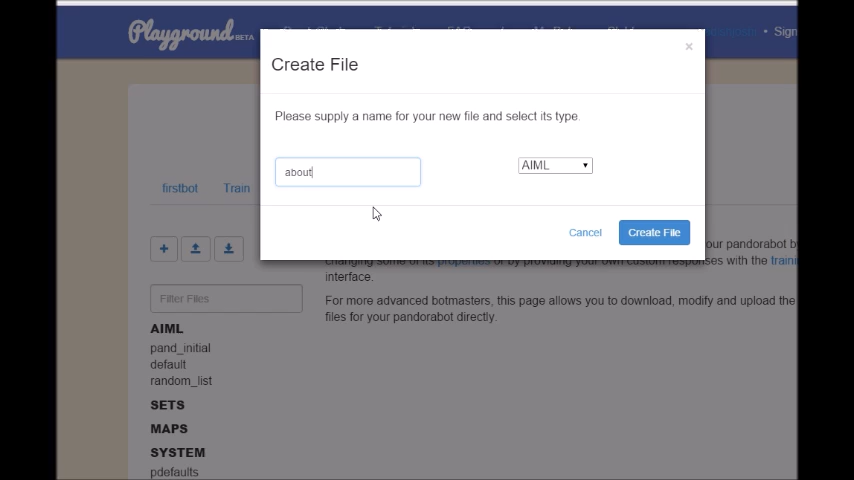 Playground BETA
Sign
×
Create File
Please supply a name for your new file and select its type.
about
AIML
Cancel
Create File
firstbot
Train
your pandorabot by
changing some of its properties or by providing your own custom responses with the
interface.
For more advanced botmasters, this page allows you to download, modify and upload the
files for your pandorabot directly.
Filter Files
AIML
pand_initial
default
random_list
SETS
MAPS
SYSTEM
pdefaults